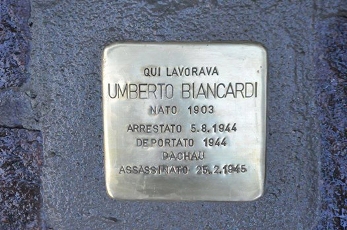 QUI LAVORAVA
UMBERTO BIANCARDI
NATO 1903
ARRESTATO 5.8.1944
DEPORTATO 1944
DACHAU
ASSASSINATO 25.2.1945